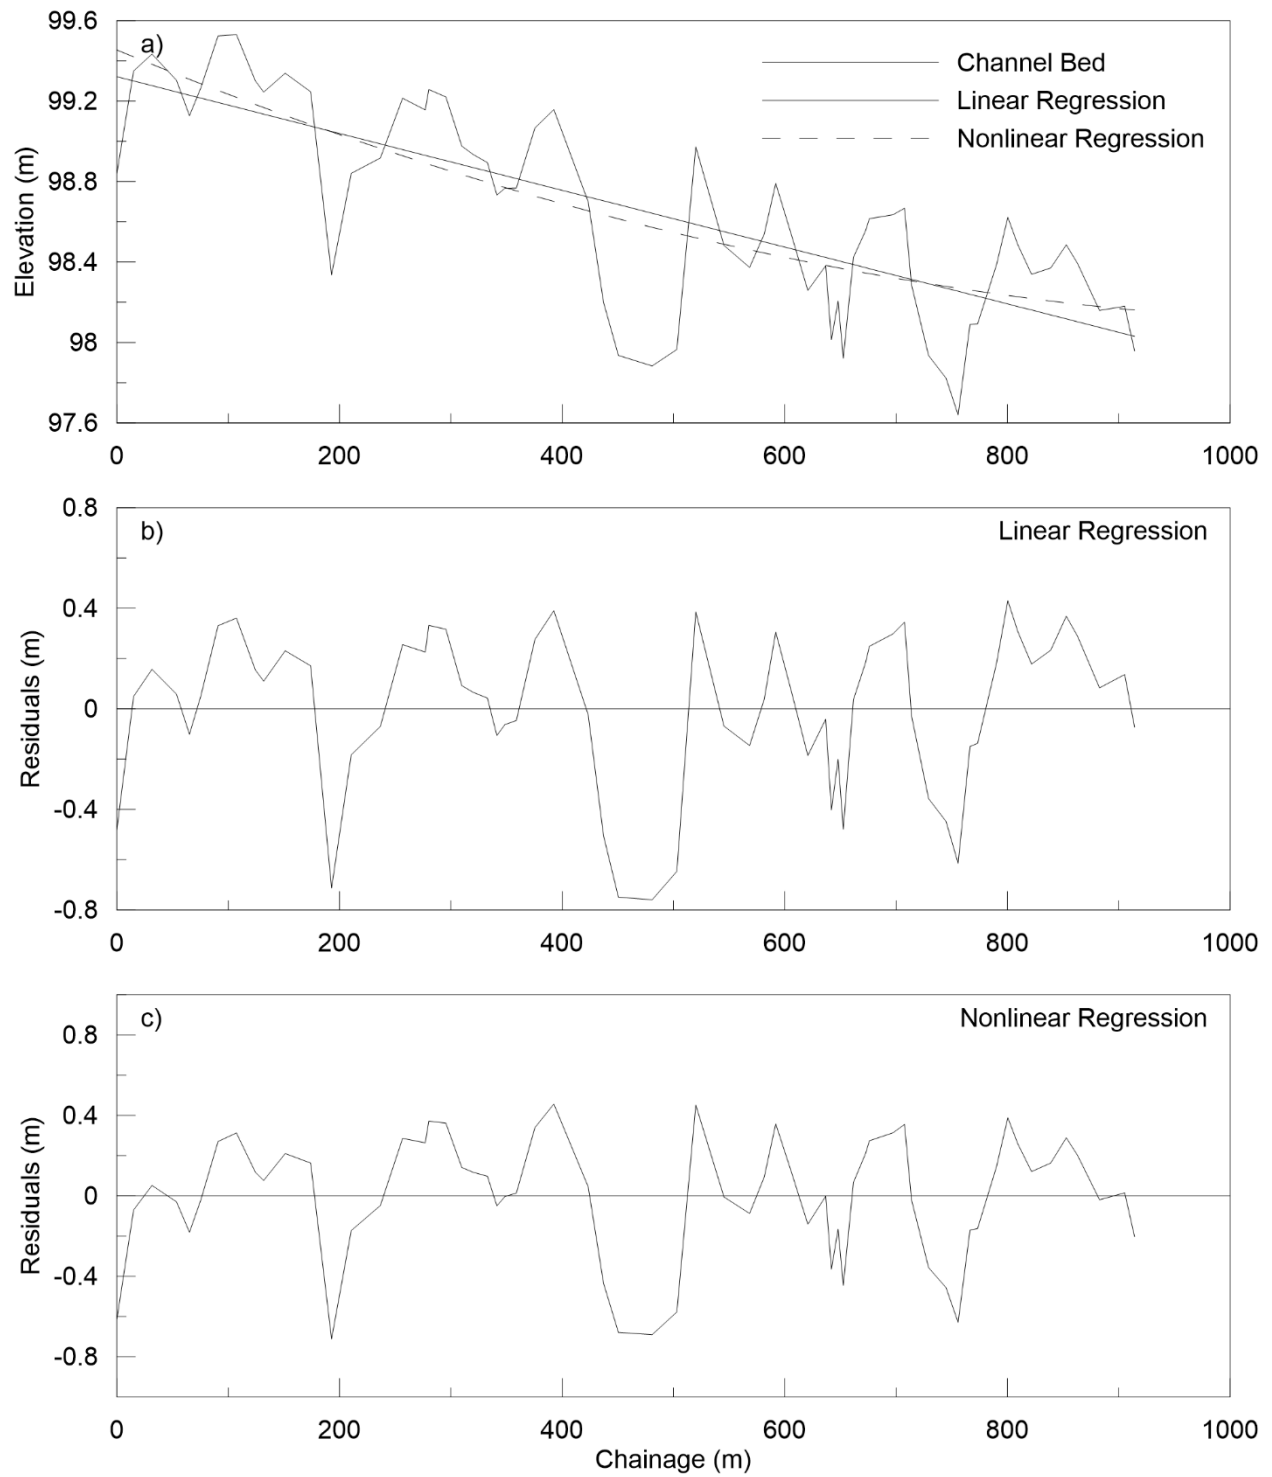 99.6
a)
Channel Bed
99.2
Linear Regression
Nonlinear Regression
98.8
Elevation (m)
98.4
98
97.6
0 200 400 600 800 1000
0.8
b) Linear Regression
0.4
Residuals (m)
0
-0.4
-0.8
0 200 400 600 800 1000
c) Nonlinear Regression
0.8
0.4
Residuals (m)
0
-0.4
-0.8
0 200 400 600 800 1000
Chainage (m)